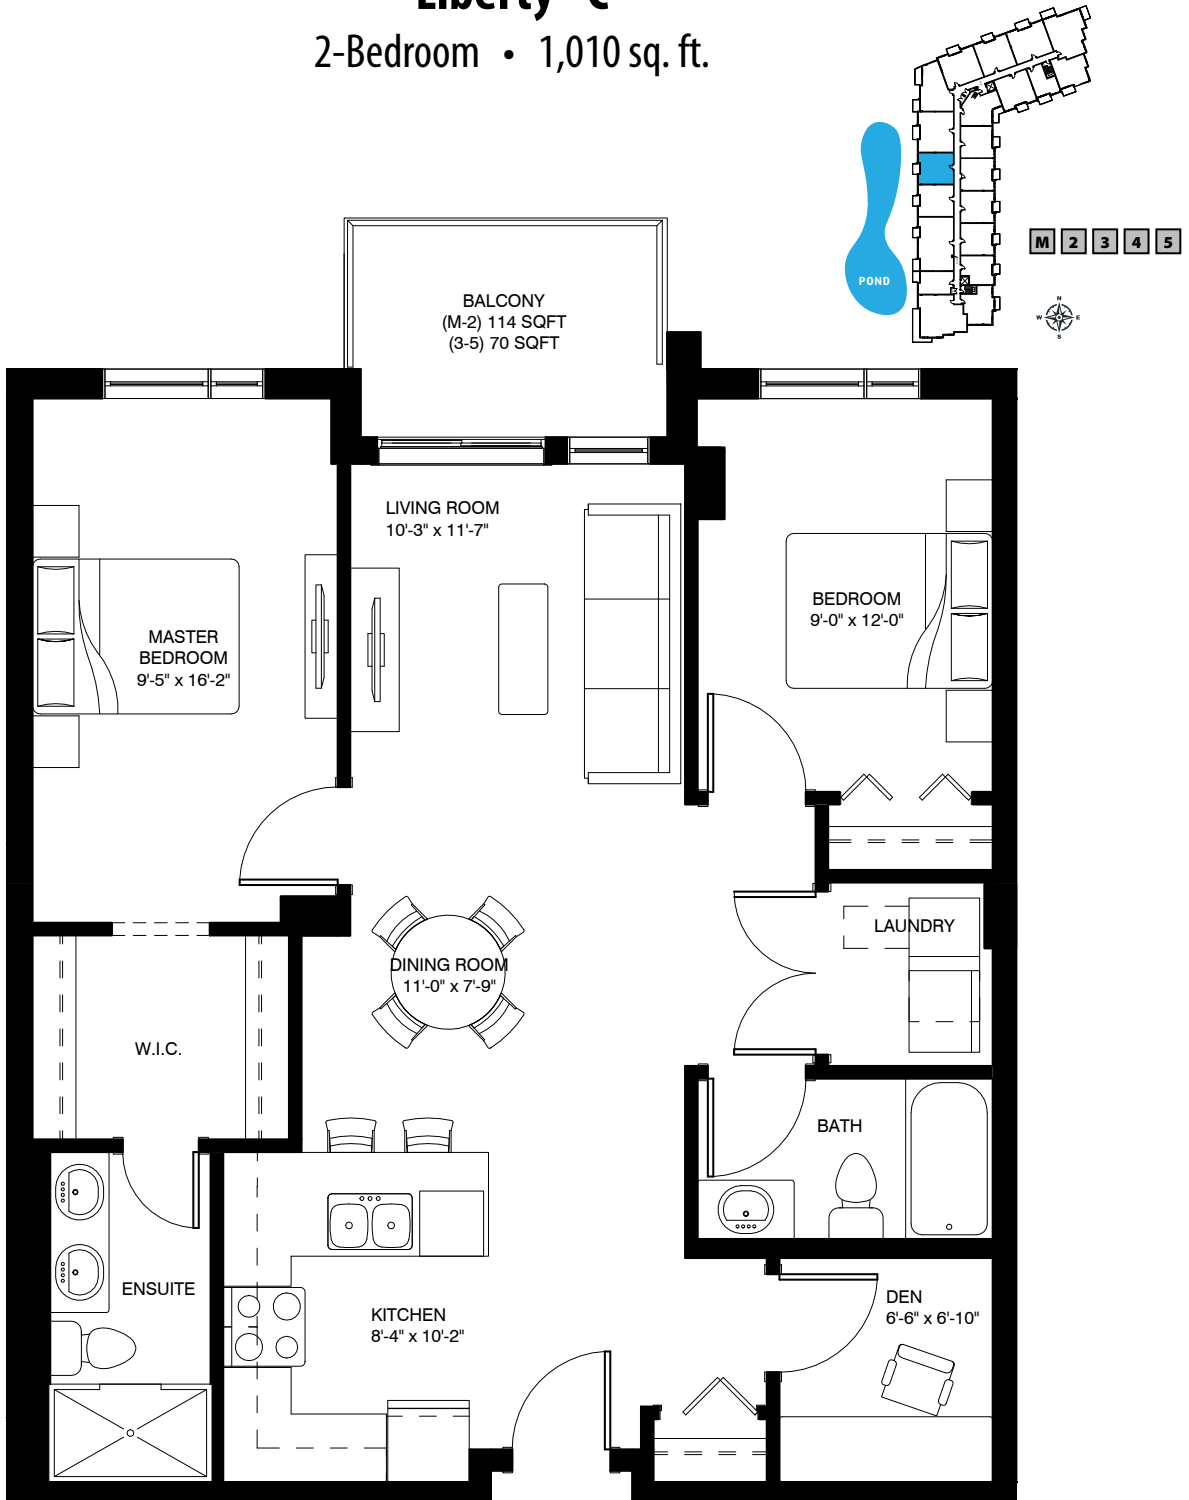 Liberty "C"
2-Bedroom • 1,010 sq. ft.
POND
M 2 3 4 5
N
W E
S
BALCONY
(M-2) 114 SQFT
(3-5) 70 SQFT
LIVING ROOM
10'-3" x 11'-7"
BEDROOM
9'-0" x 12'-0"
MASTER
BEDROOM
9'-5" x 16'-2"
LAUNDRY
DINING ROOM
11'-0" x 7'-9"
W.I.C.
BATH
ENSUITE
KITCHEN
8'-4" x 10'-2"
DEN
6'-6" x 6'-10"